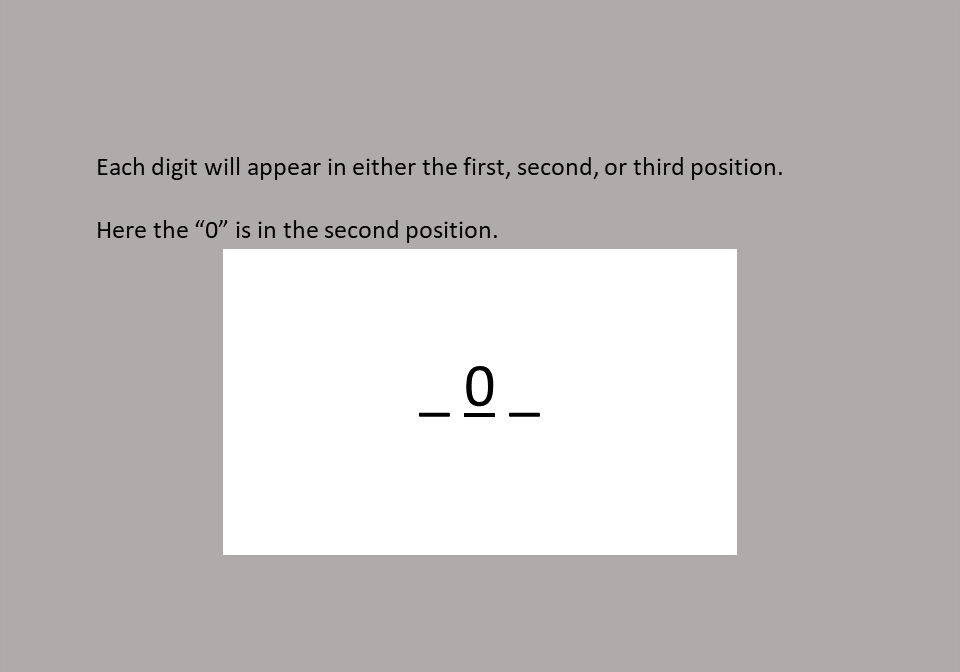 Each digit will appear in either the first, second, or third position.
Here the “0” is in the second position.
_ 0 _